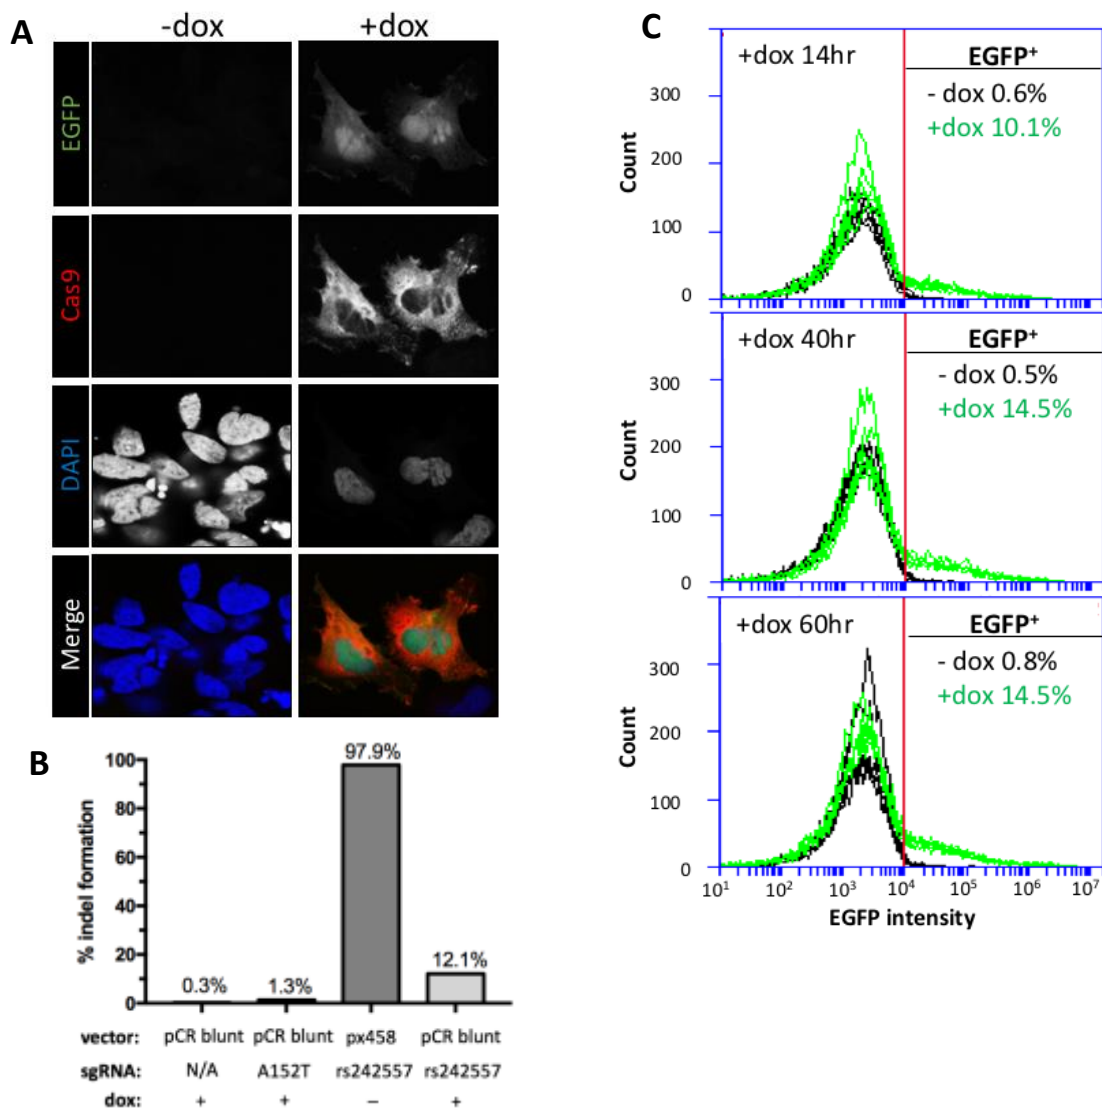 A
-dox +dox
EGFP
Cas9
DAPI
Merge
B
% indel formation
100
80
60
40
20
0
0.3% 1.3% 97.9% 12.1%
vector: pCR blunt pCR blunt px458 pCR blunt
sgRNA: N/A A152T rs242557 rs242557
dox: + + – +
C
+dox 14hr
EGFP+
- dox 0.6%
+dox 10.1%
Count
300
200
100
0
+dox 40hr
EGFP+
- dox 0.5%
+dox 14.5%
Count
300
200
100
0
+dox 60hr
EGFP+
- dox 0.8%
+dox 14.5%
Count
300
200
100
0
10¹ 10² 10³ 10⁴ 10⁵ 10⁶ 10⁷
EGFP intensity